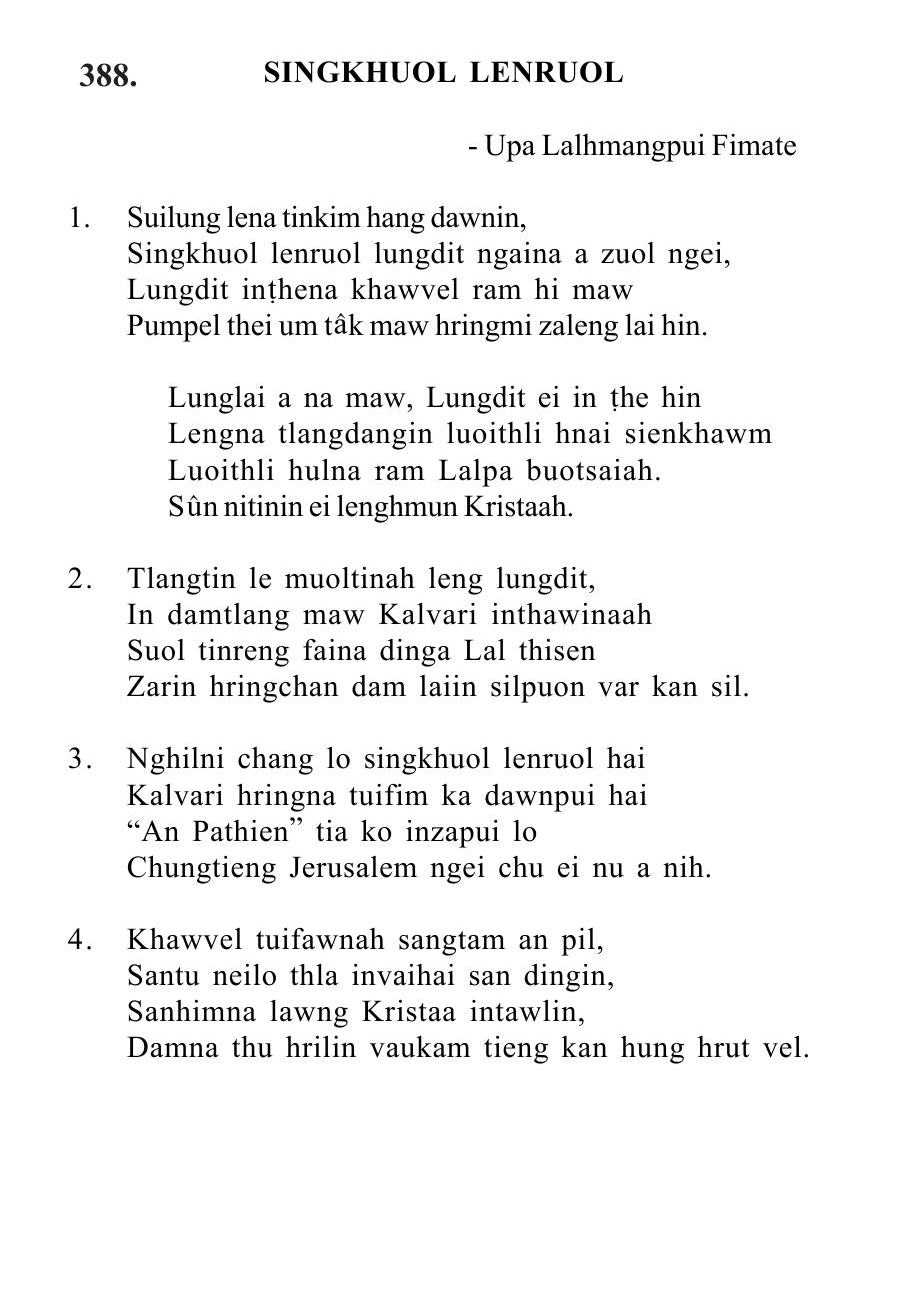 388. SINGKHUOL LENRUOL
- Upa Lalhmangpui Fimate
1. Suilung lena tinkim hang dawnin,
Singkhuol lenruol lungdit ngaina a zuol ngei,
Lungdit inṭhena khawvel ram hi maw
Pumpel thei um tâk maw hringmi zaleng lai hin.
Lunglai a na maw, Lungdit ei in ṭhe hin
Lengna tlangdangin luoithli hnai sienkhawm
Luoithli hulna ram Lalpa buotsaiah.
Sûn nitinin ei lenghmun Kristaah.
2. Tlangtin le muoltinah leng lungdit,
In damtlang maw Kalvari inthawinaah
Suol tinreng faina dinga Lal thisen
Zarin hringchan dam laiin silpuon var kan sil.
3. Nghilni chang lo singkhuol lenruol hai
Kalvari hringna tuifim ka dawnpui hai
“An Pathien” tia ko inzapui lo
Chungtieng Jerusalem ngei chu ei nu a nih.
4. Khawvel tuifawnah sangtam an pil,
Santu neilo thla invaihai san dingin,
Sanhimna lawng Kristaa intawlin,
Damna thu hrilin vaukam tieng kan hung hrut vel.